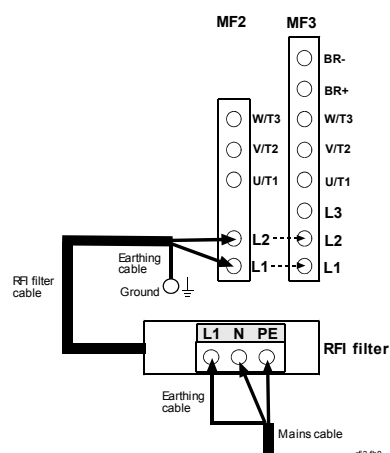 MF2
MF3
BR-
BR+
W/T3
W/T3
V/T2
V/T2
U/T1
U/T1
L3
L2
L2
L1
L1
Earthing
cable
RFI filter
cable
Ground
L1 N PE
RFI filter
Earthing
cable
Mains cable